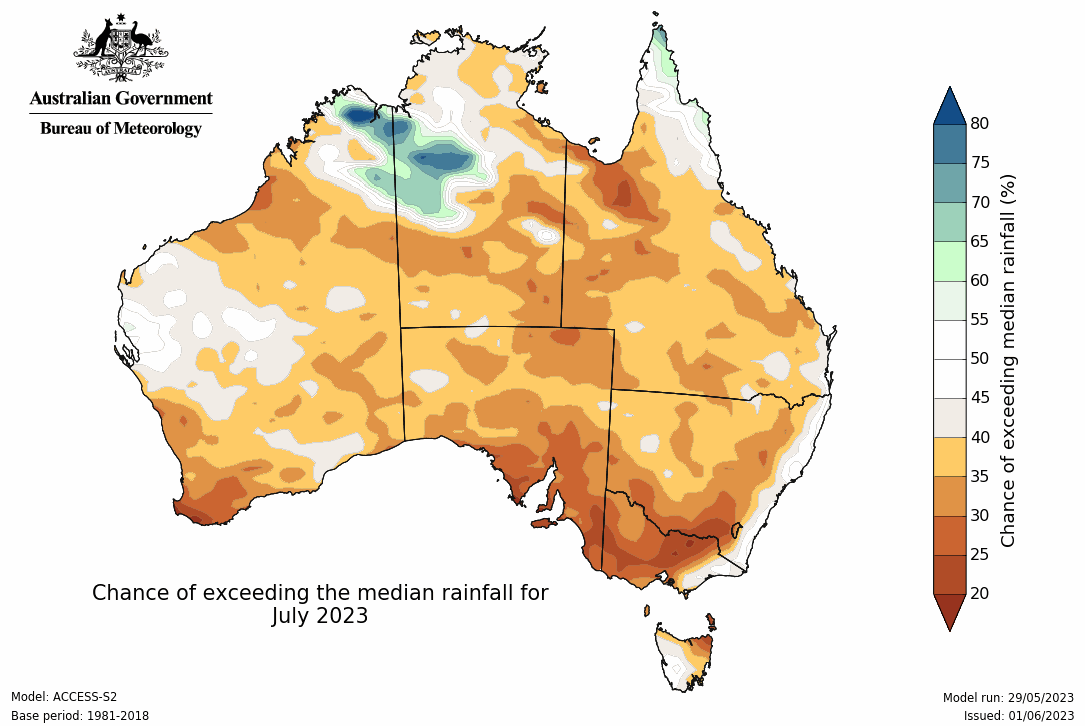 Australian Government
Bureau of Meteorology
80
75
70
65
60
55
50
45
40
35
30
25
20
Chance of exceeding median rainfall (%)
Chance of exceeding the median rainfall for
July 2023
Model: ACCESS-S2
Base period: 1981-2018
Model run: 29/05/2023
Issued: 01/06/2023